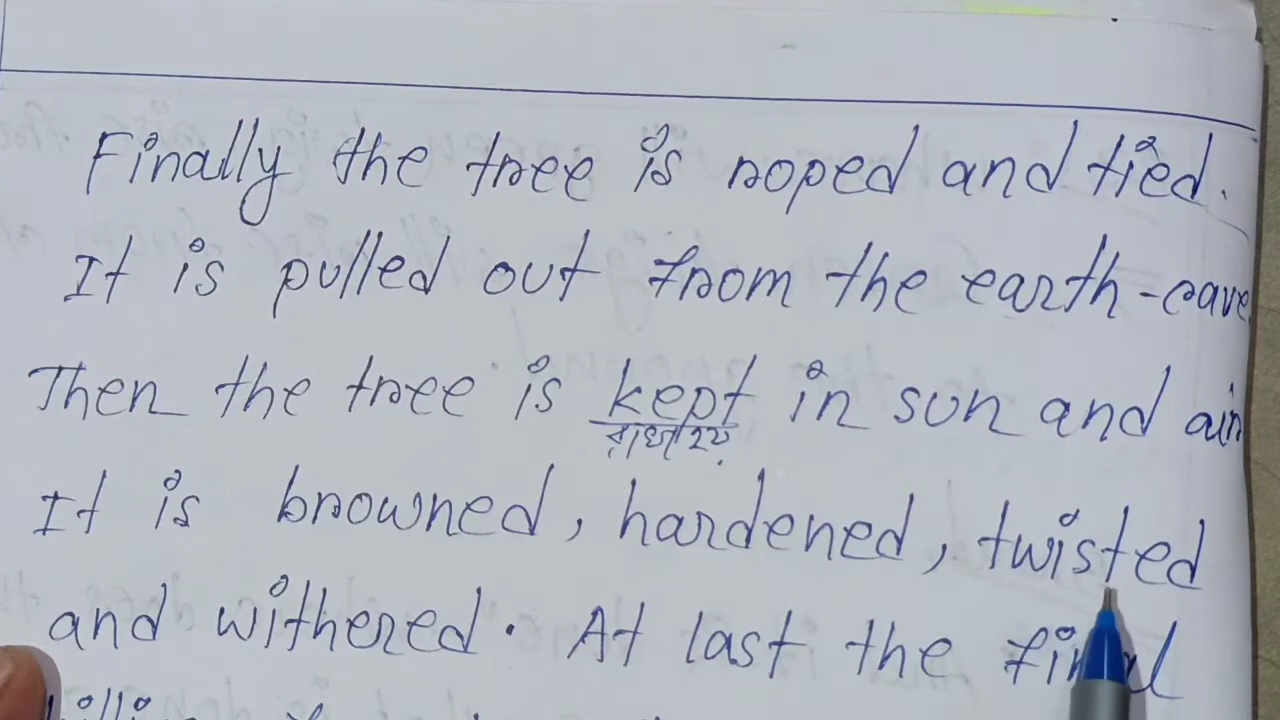 Finally the tree is roped and tied.
It is pulled out from the earth-cave
Then the tree is kept in sun and air
রাখা হয়
It is browned, hardened, twisted
and withered. At last the final